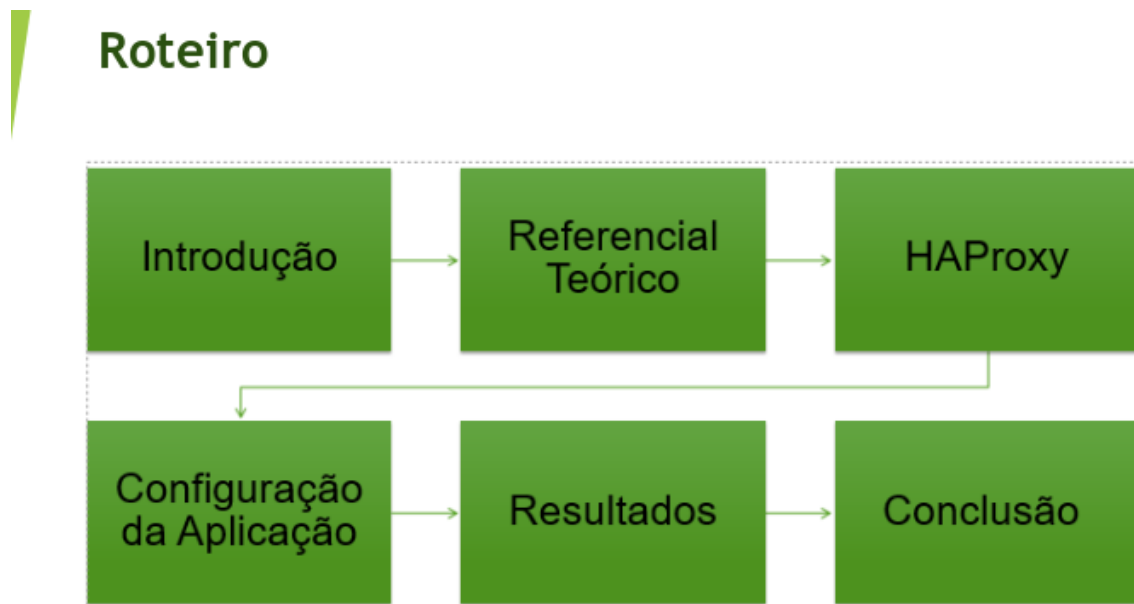 Roteiro
Introdução
Referencial
Teórico
HAProxy
Configuração
da Aplicação
Resultados
Conclusão